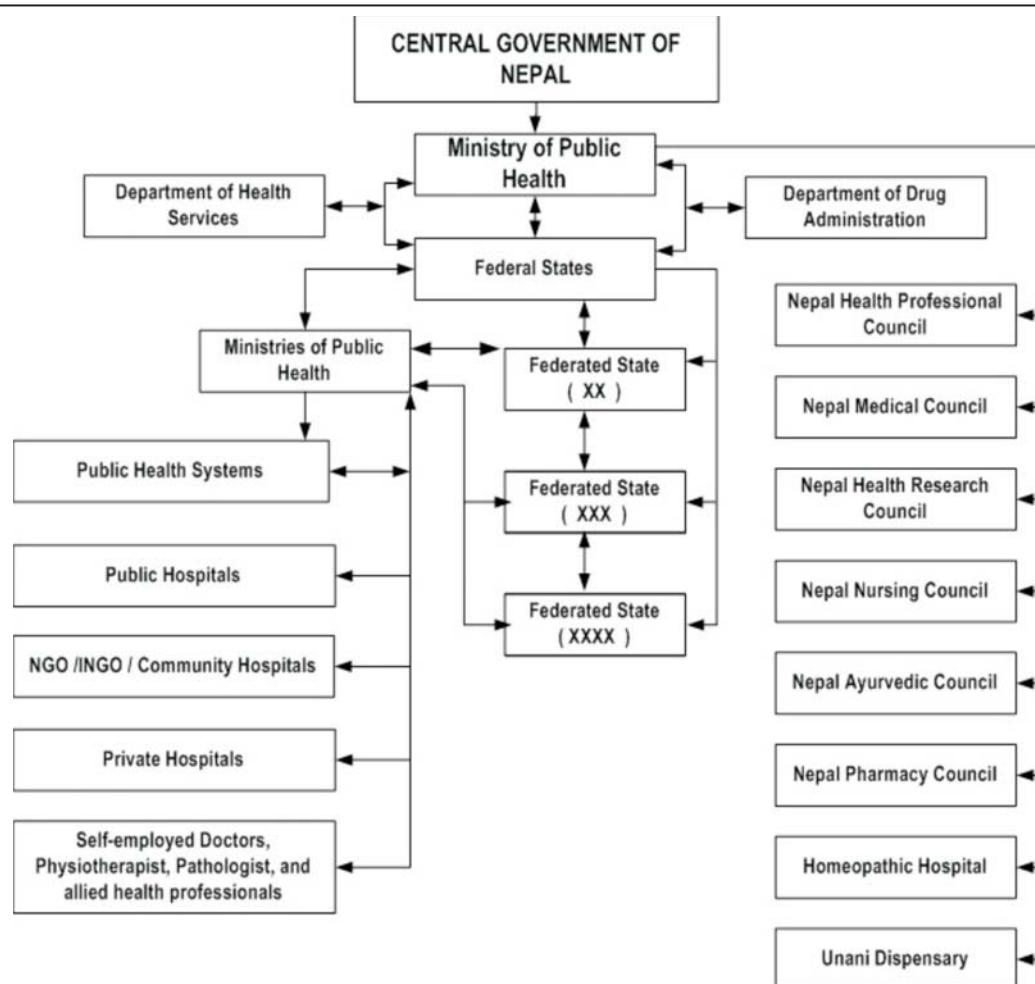 CENTRAL GOVERNMENT OF
NEPAL
Ministry of Public
Health
Department of Health
Services
Department of Drug
Administration
Federal States
Nepal Health Professional
Council
Ministries of Public
Health
Federated State
( XX )
Nepal Medical Council
Public Health Systems
Federated State
( XXX )
Nepal Health Research
Council
Public Hospitals
Nepal Nursing Council
Federated State
(XXXX )
NGO /INGO / Community Hospitals
Nepal Ayurvedic Council
Private Hospitals
Nepal Pharmacy Council
Self-employed Doctors,
Physiotherapist, Pathologist, and
allied health professionals
Homeopathic Hospital
Unani Dispensary